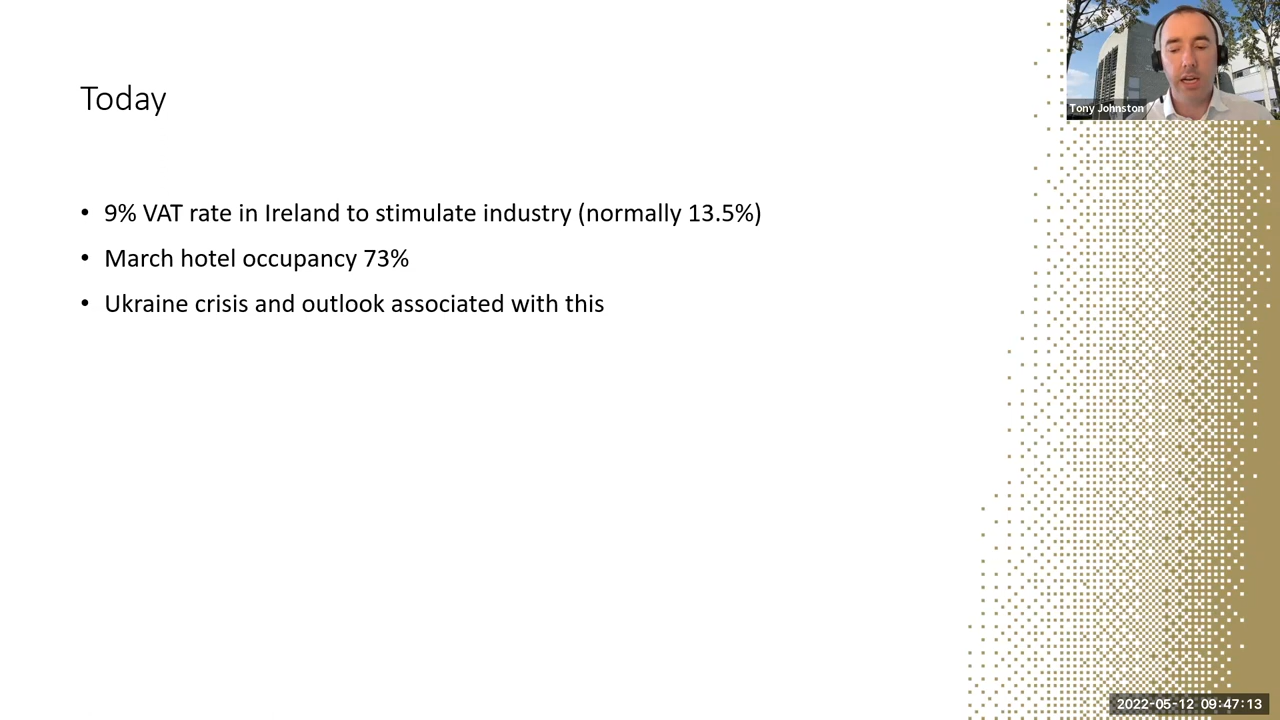 Today
• 9% VAT rate in Ireland to stimulate industry (normally 13.5%)
• March hotel occupancy 73%
• Ukraine crisis and outlook associated with this
Tony Johnston
2022-05-12 09:47:13